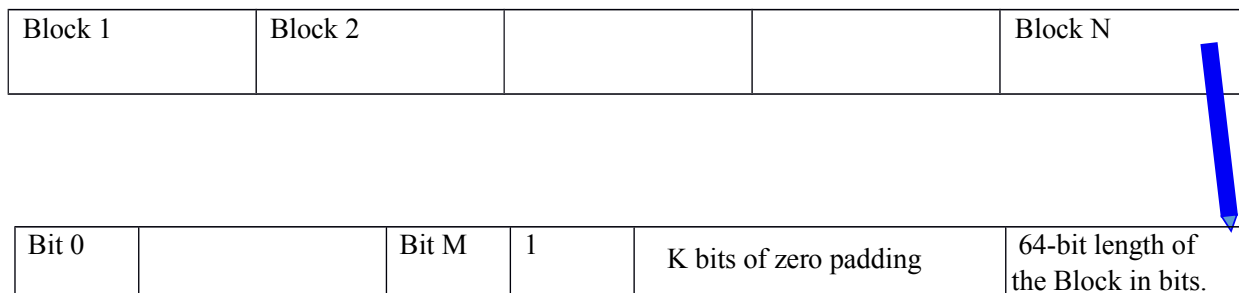 Block 1 Block 2 Block N
Bit 0 Bit M 1 K bits of zero padding 64-bit length of
the Block in bits.